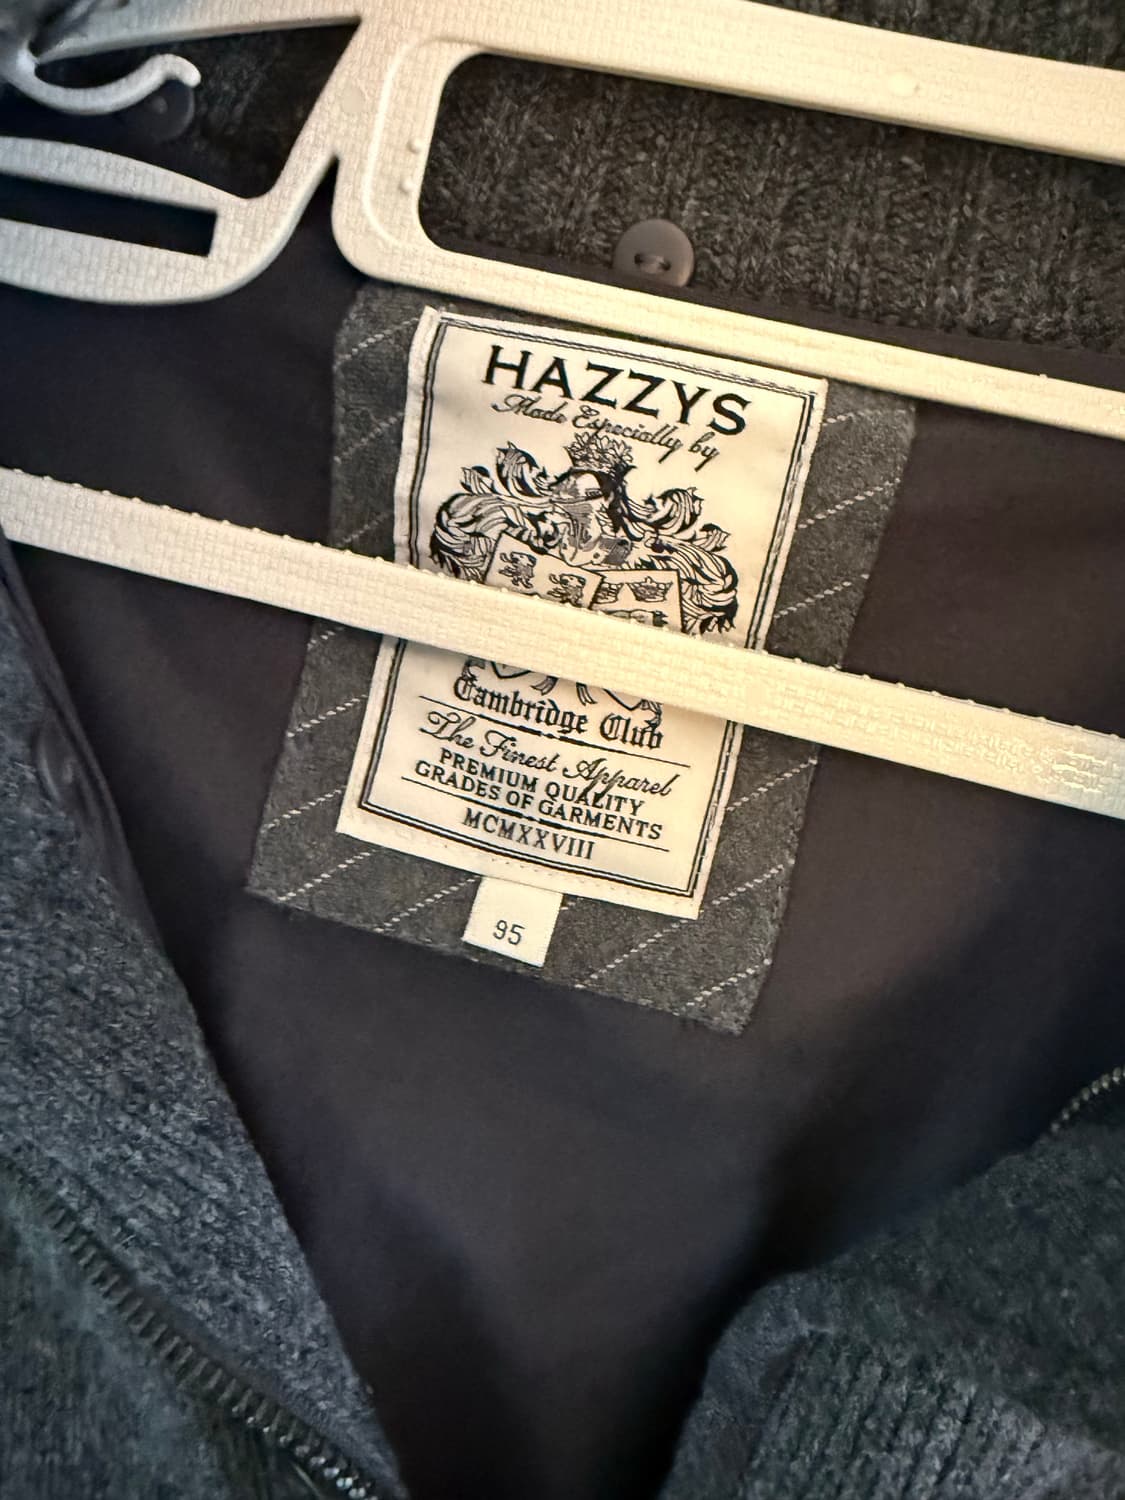 HAZZYS
Made Especially by
Cambridge Club
The Finest Apparel
PREMIUM QUALITY
GRADES OF GARMENTS
MCMXXVIII
95